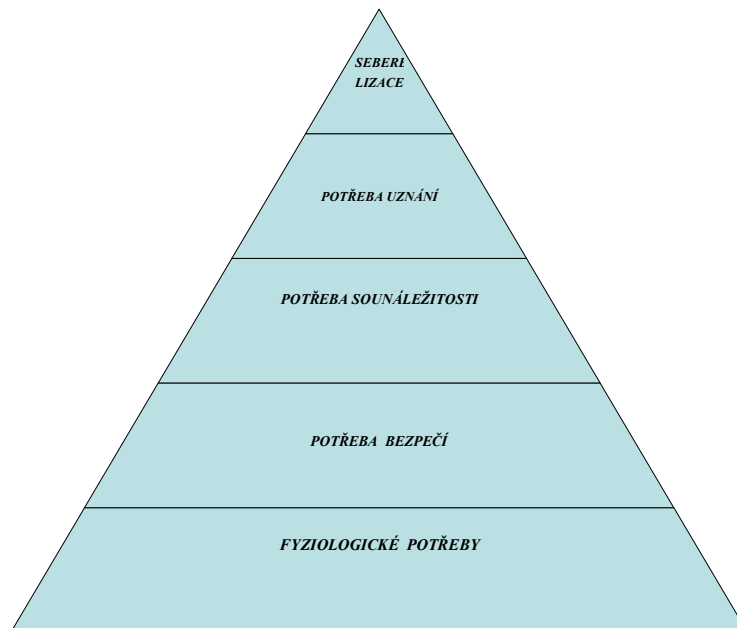 SEBERE
LIZACE
POTŘEBA UZNÁNÍ
POTŘEBA SOUNÁLEŽITOSTI
POTŘEBA BEZPEČÍ
FYZIOLOGICKÉ POTŘEBY